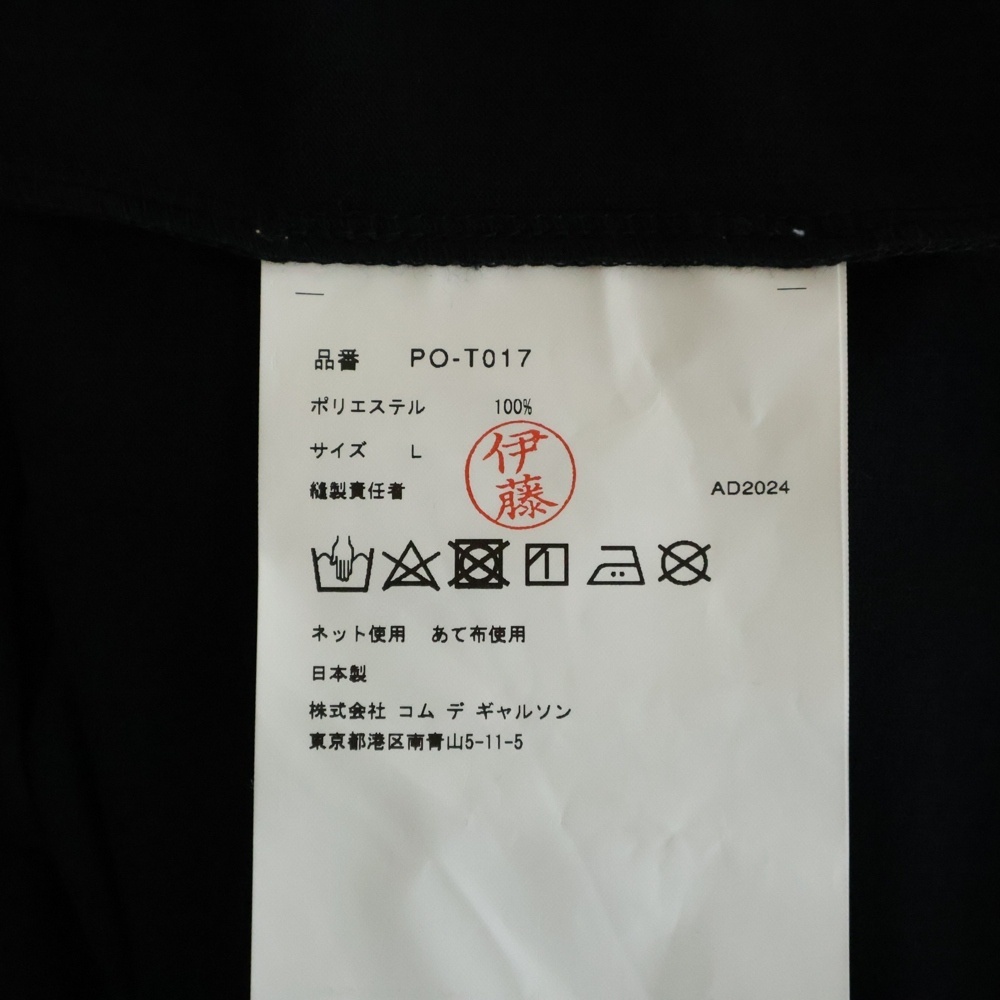 品番 PO-T017
ポリエステル 100%
サイズ L
縫製責任者 伊藤 AD2024
ネット使用 あて布使用
日本製
株式会社 コム デ ギャルソン
東京都港区南青山5-11-5